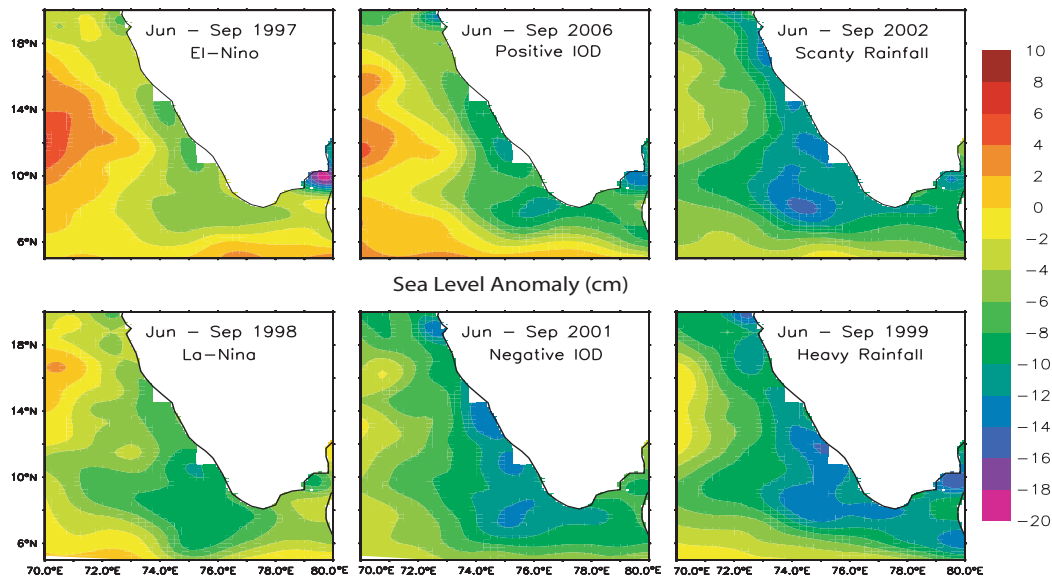 Jun – Sep 1997
El-Nino
Jun – Sep 2006
Positive IOD
Jun – Sep 2002
Scanty Rainfall
18°N
14°N
10°N
6°N
Sea Level Anomaly (cm)
Jun – Sep 1998
La-Nina
Jun – Sep 2001
Negative IOD
Jun – Sep 1999
Heavy Rainfall
18°N
14°N
10°N
6°N
70.0°E 72.0°E 74.0°E 76.0°E 78.0°E 80.0°E
70.0°E 72.0°E 74.0°E 76.0°E 78.0°E 80.0°E
70.0°E 72.0°E 74.0°E 76.0°E 78.0°E 80.0°E
10
8
6
4
2
0
−2
−4
−6
−8
−10
−12
−14
−16
−18
−20